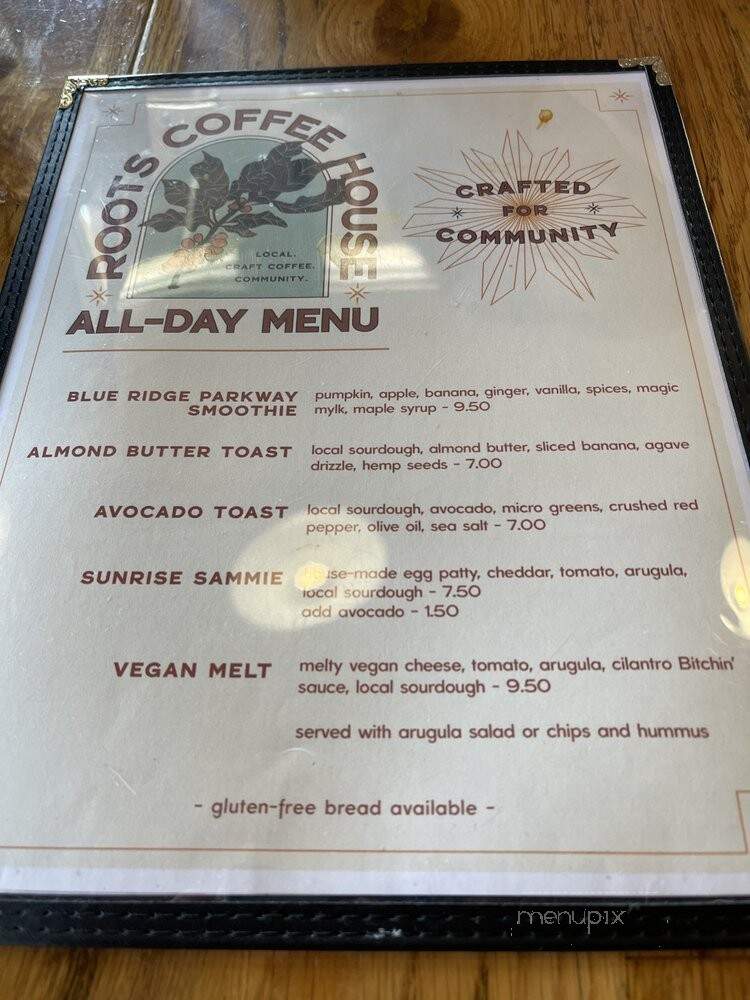 ROOTS COFFEE HOUSE
LOCAL.
CRAFT COFFEE.
COMMUNITY.
CRAFTED
FOR
COMMUNITY
ALL-DAY MENU
BLUE RIDGE PARKWAY
SMOOTHIE
pumpkin, apple, banana, ginger, vanilla, spices, magic
mylk, maple syrup - 9.50
ALMOND BUTTER TOAST
local sourdough, almond butter, sliced banana, agave
drizzle, hemp seeds - 7.00
AVOCADO TOAST
local sourdough, avocado, micro greens, crushed red
pepper, olive oil, sea salt - 7.00
SUNRISE SAMMIE
house-made egg patty, cheddar, tomato, arugula,
local sourdough - 7.50
add avocado - 1.50
VEGAN MELT
melty vegan cheese, tomato, arugula, cilantro Bitchin'
sauce, local sourdough - 9.50
served with arugula salad or chips and hummus
- gluten-free bread available -
menupix